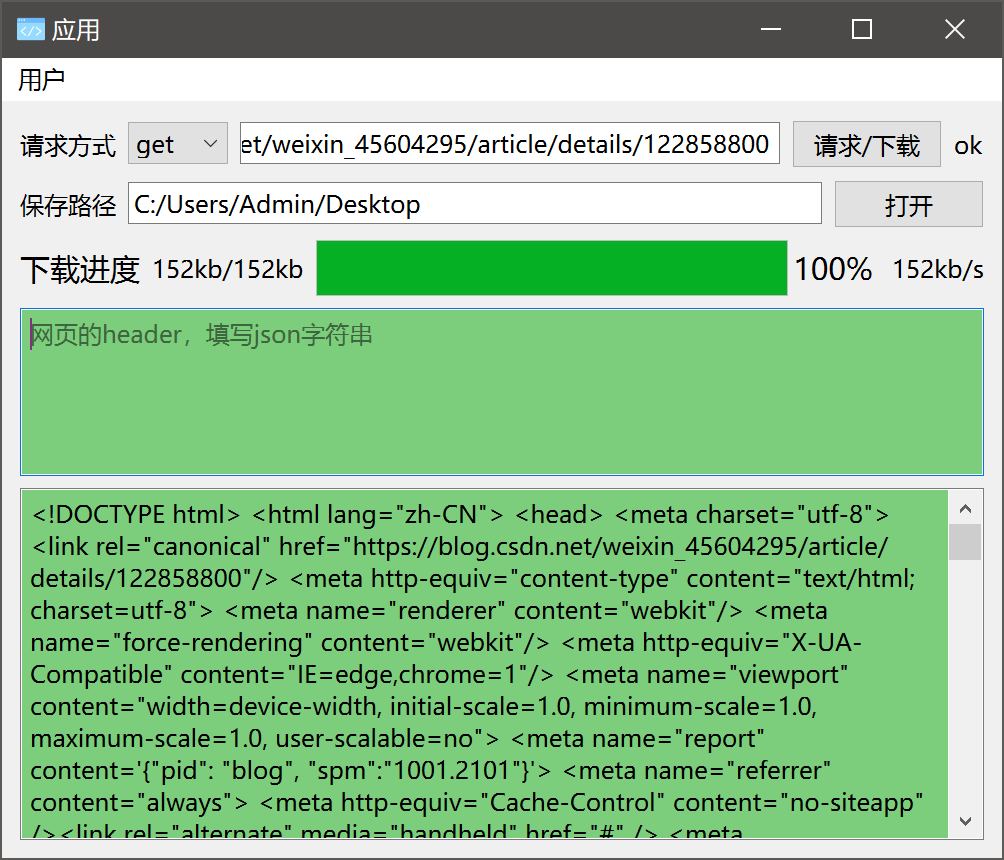 应用
用户
请求方式 get et/weixin_45604295/article/details/122858800 请求/下载 ok
保存路径 C:/Users/Admin/Desktop 打开
下载进度 152kb/152kb 100% 152kb/s
网页的header，填写json字符串
<!DOCTYPE html> <html lang="zh-CN"> <head> <meta charset="utf-8">
<link rel="canonical" href="https://blog.csdn.net/weixin_45604295/article/
details/122858800"/> <meta http-equiv="content-type" content="text/html;
charset=utf-8"> <meta name="renderer" content="webkit"/> <meta
name="force-rendering" content="webkit"/> <meta http-equiv="X-UA-
Compatible" content="IE=edge,chrome=1"/> <meta name="viewport"
content="width=device-width, initial-scale=1.0, minimum-scale=1.0,
maximum-scale=1.0, user-scalable=no"> <meta name="report"
content='{"pid": "blog", "spm":"1001.2101"}'> <meta name="referrer"
content="always"> <meta http-equiv="Cache-Control" content="no-siteapp"
/><link rel="alternate" media="handheld" href="#" /> <meta